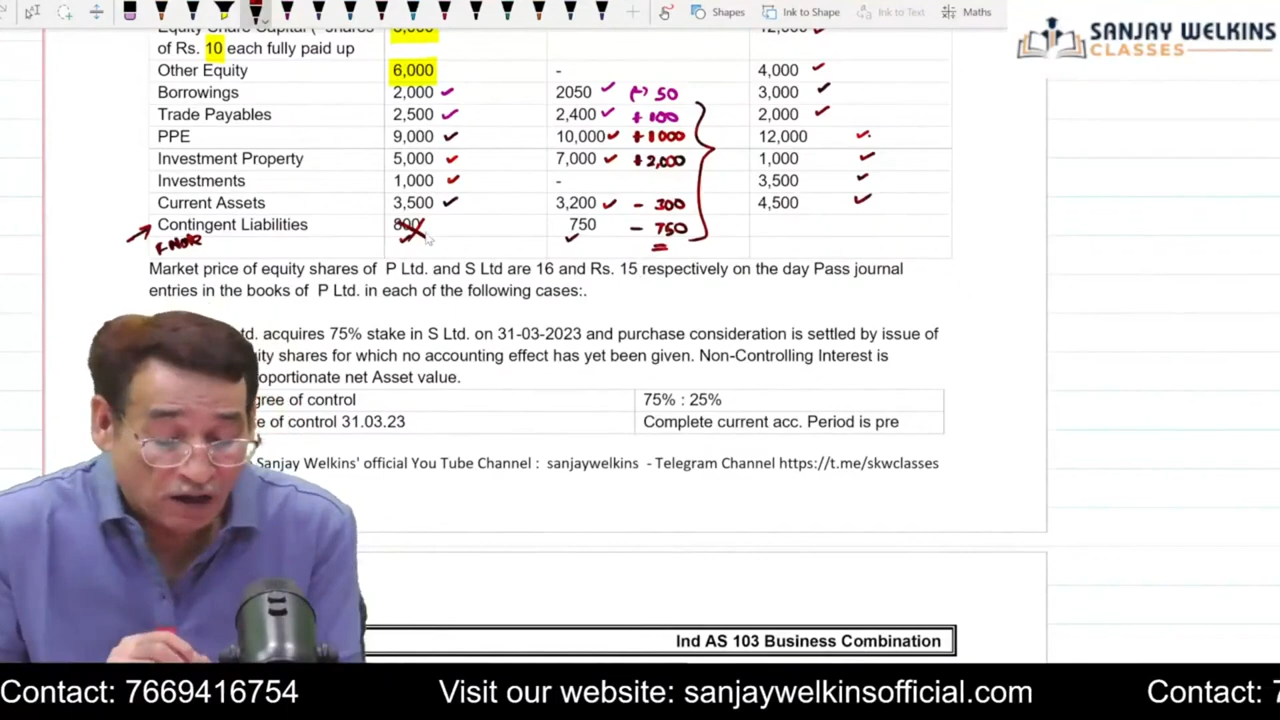 Shapes Ink to Shape Ink to Text Maths
SANJAY WELKINS
CLASSES
Equity Share Capital ( shares 12,000
of Rs. 10 each fully paid up
Other Equity 6,000 - 4,000
Borrowings 2,000 2050 (-) 50 3,000
Trade Payables 2,500 2,400 + 100 2,000
PPE 9,000 10,000 + 1000 12,000
Investment Property 5,000 7,000 + 2,000 1,000
Investments 1,000 - 3,500
Current Assets 3,500 3,200 - 300 4,500
Contingent Liabilities 800 750 - 750
F. Note
Market price of equity shares of P Ltd. and S Ltd are 16 and Rs. 15 respectively on the day Pass journal
entries in the books of P Ltd. in each of the following cases:.
td. acquires 75% stake in S Ltd. on 31-03-2023 and purchase consideration is settled by issue of
ity shares for which no accounting effect has yet been given. Non-Controlling Interest is
oportionate net Asset value.
gree of control 75% : 25%
e of control 31.03.23 Complete current acc. Period is pre
Sanjay Welkins' official You Tube Channel : sanjaywelkins - Telegram Channel https://t.me/skwclasses
Ind AS 103 Business Combination
Contact: 7669416754 Visit our website: sanjaywelkinsofficial.com Contact: 7